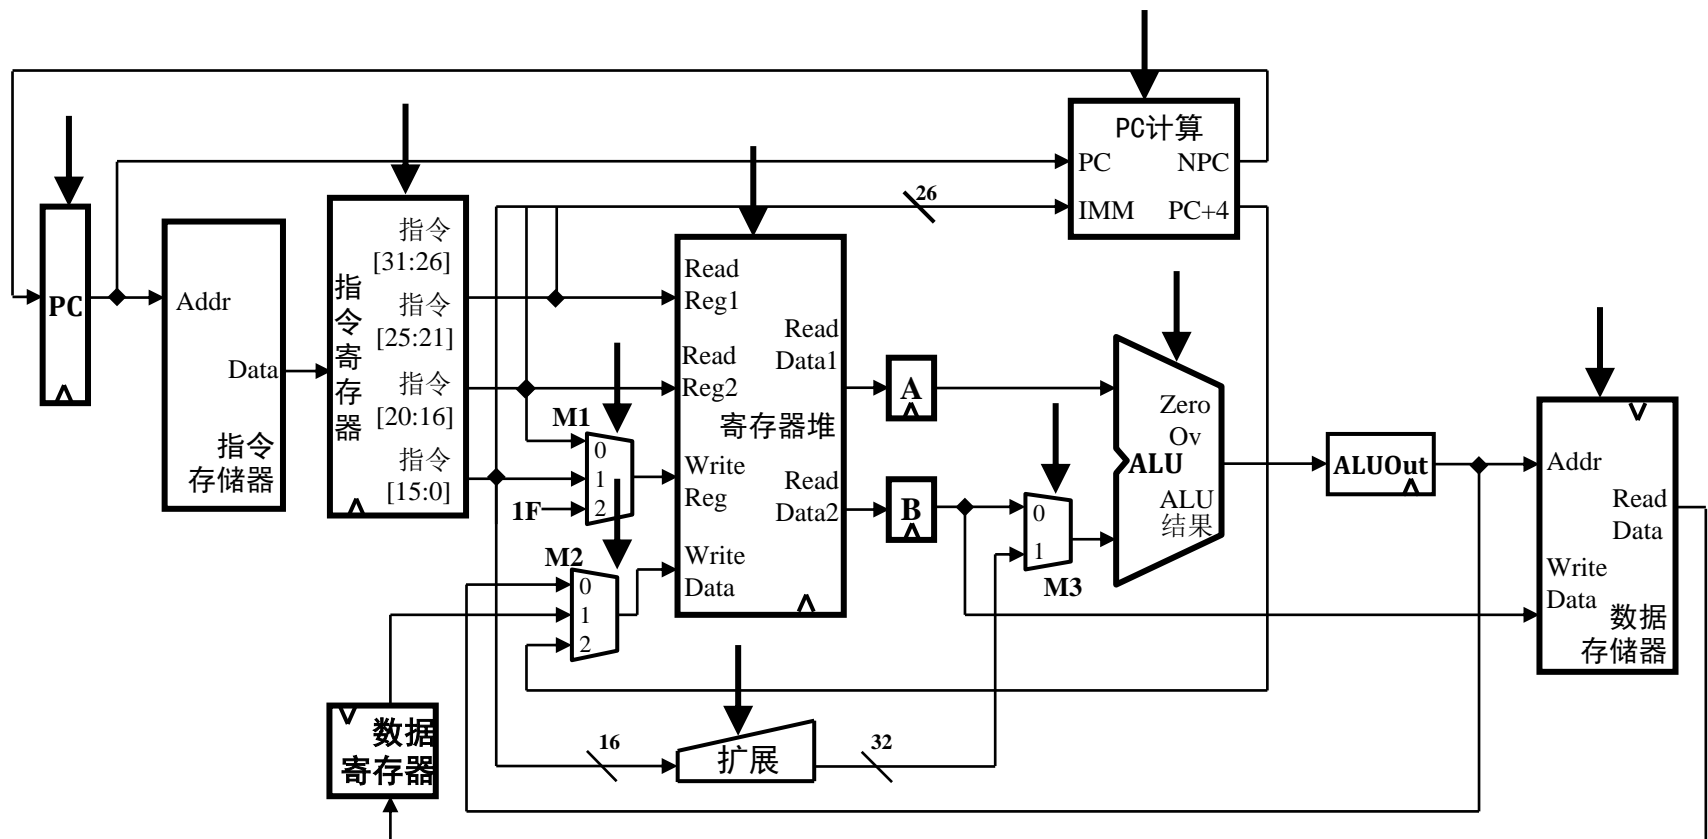 PC计算
PC
NPC
IMM
PC+4
26
PC
Addr
Data
指令
存储器
指令寄存器
指令
[31:26]
指令
[25:21]
指令
[20:16]
指令
[15:0]
M1
0
1
2
1F
M2
0
1
2
Read
Reg1
Read
Reg2
Read
Data1
寄存器堆
Write
Reg
Read
Data2
Write
Data
A
B
0
1
M3
Zero
Ov
ALU
ALU
结果
ALUOut
Addr
Read
Data
Write
Data
数据
存储器
数据
寄存器
16
扩展
32